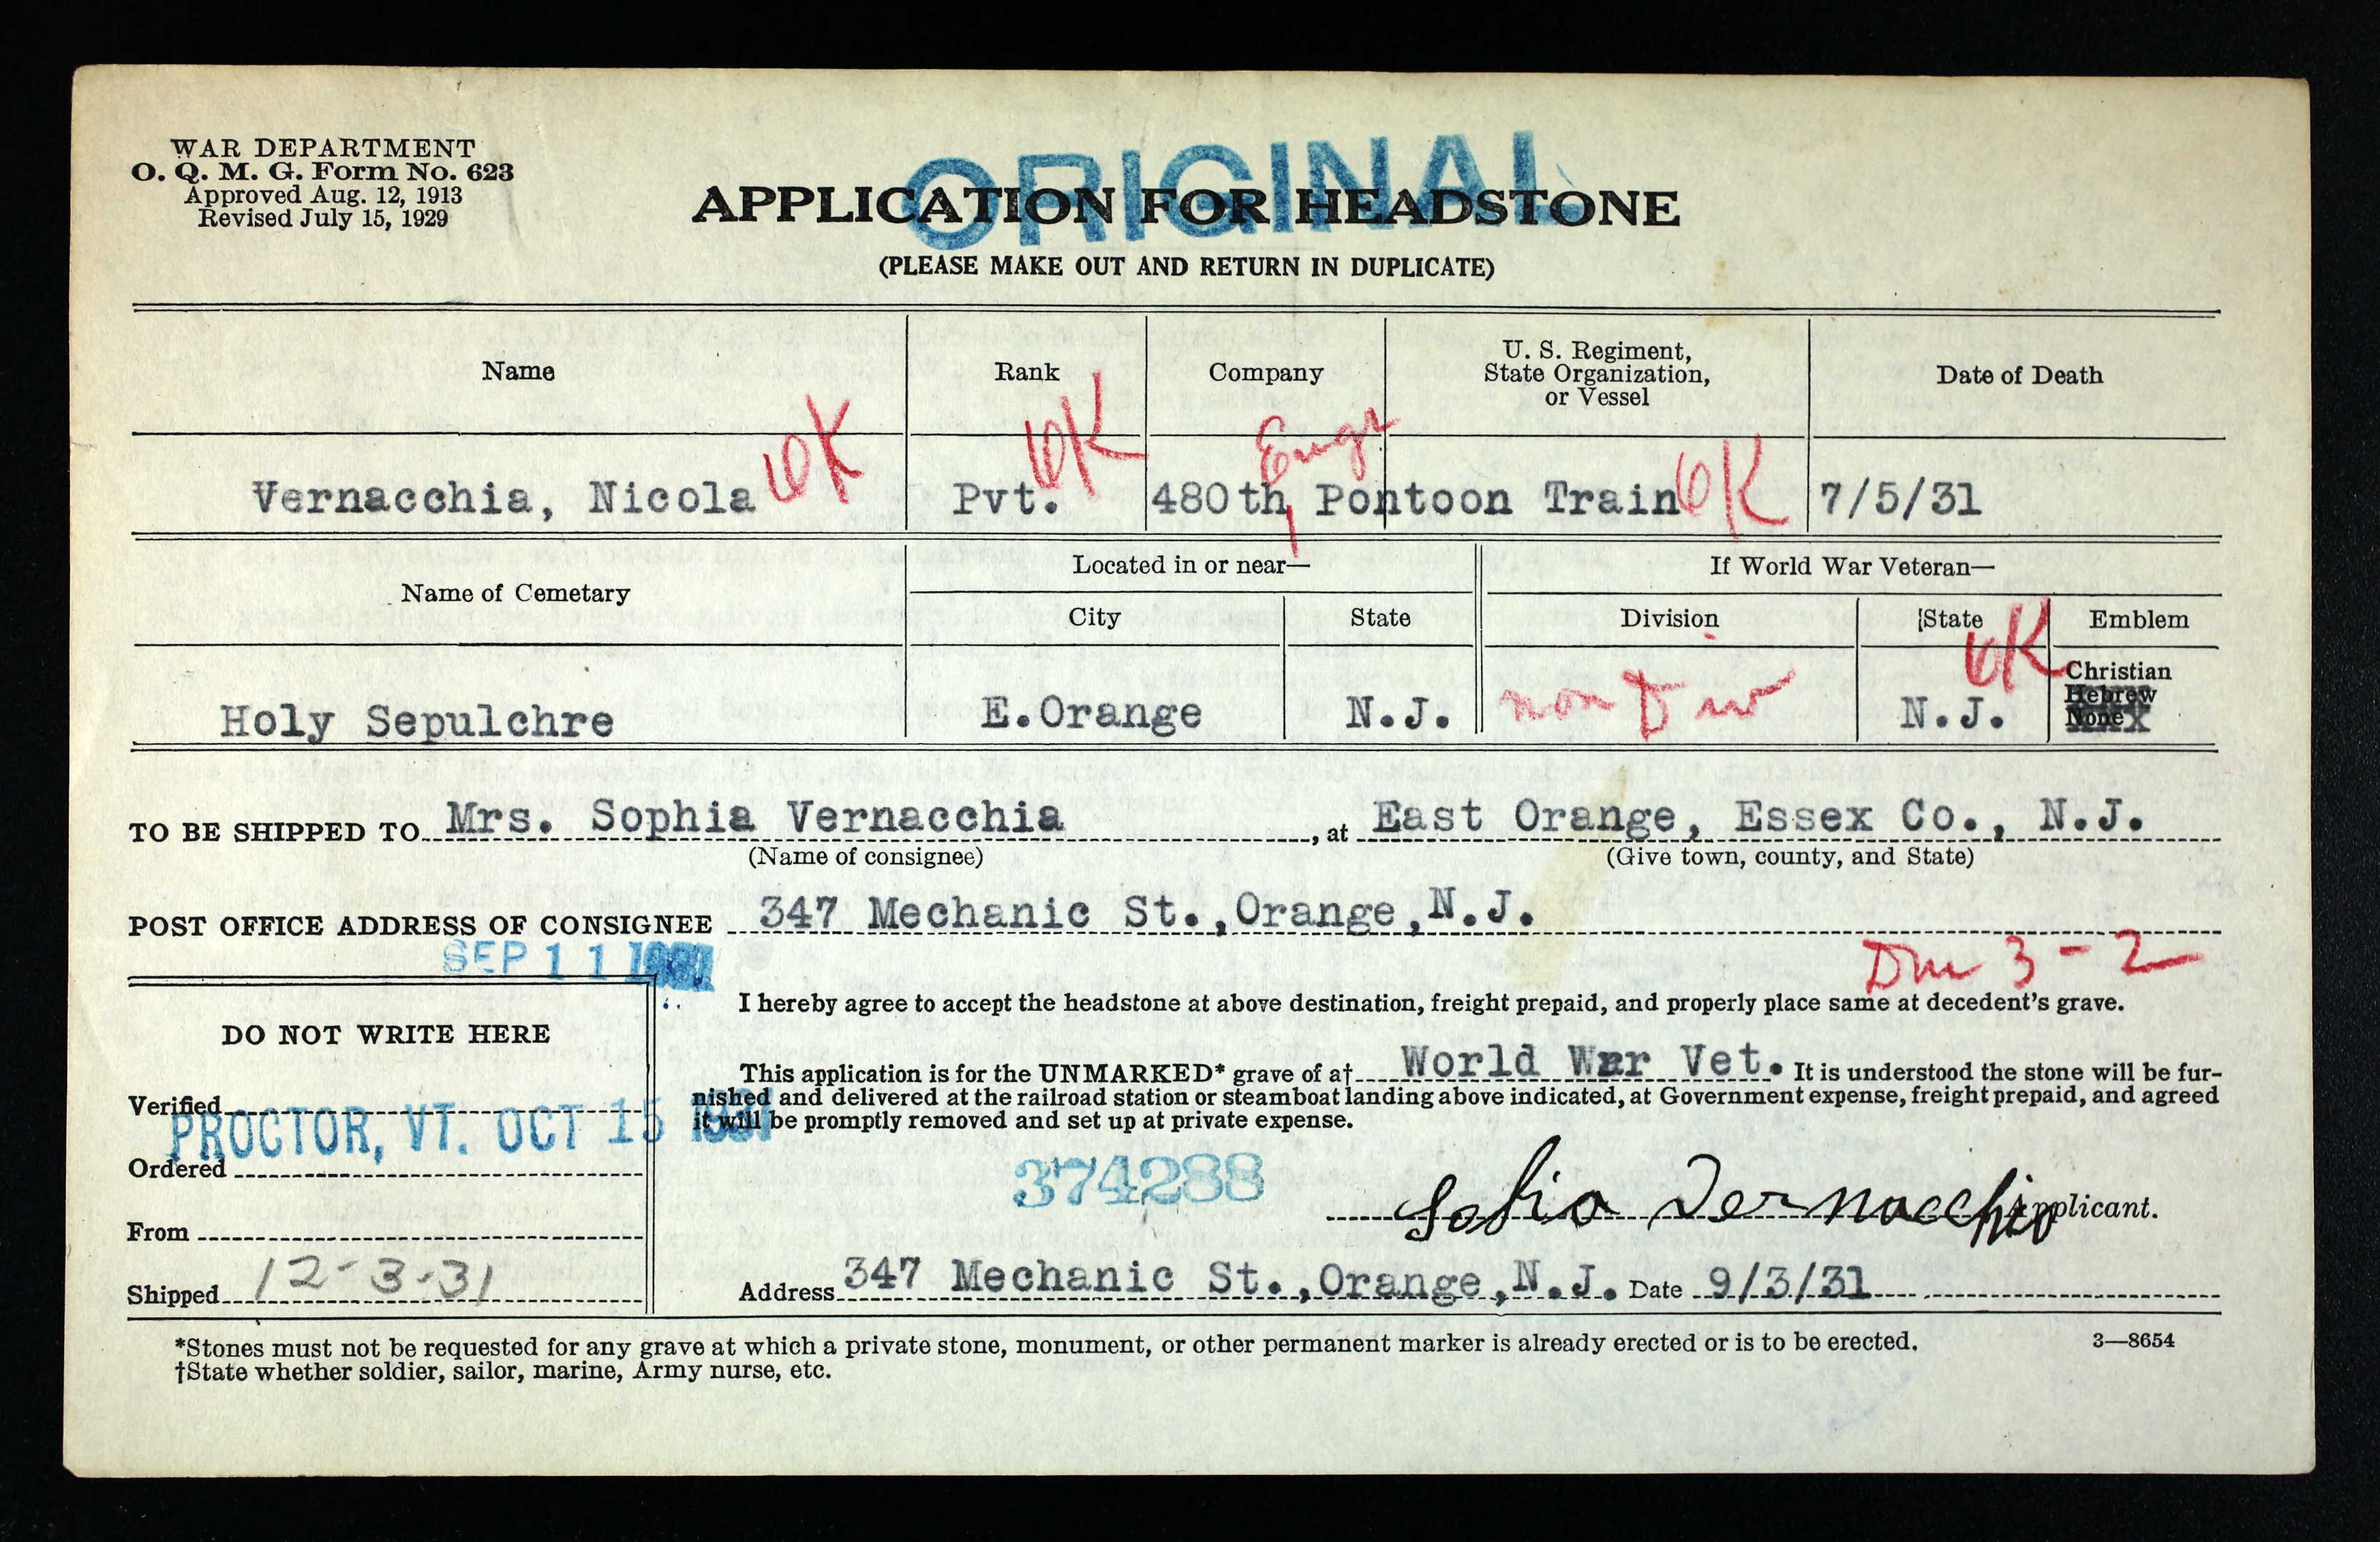 WAR DEPARTMENT
O. Q. M. G. Form No. 623
Approved Aug. 12, 1913
Revised July 15, 1929
ORIGINAL
APPLICATION FOR HEADSTONE
(PLEASE MAKE OUT AND RETURN IN DUPLICATE)
Name
Rank
Company
U. S. Regiment,
State Organization,
or Vessel
Date of Death
OK OK Engr OK
Vernacchia, Nicola Pvt. 480th, Pontoon Train 7/5/31
Name of Cemetary
Located in or near—
If World War Veteran—
City State Division State Emblem
OK
Holy Sepulchre E.Orange N.J. non Div N.J.
Christian
Hebrew
None
TO BE SHIPPED TO Mrs. Sophia Vernacchia, at East Orange, Essex Co., N.J.
(Name of consignee) (Give town, county, and State)
POST OFFICE ADDRESS OF CONSIGNEE 347 Mechanic St.,Orange,N.J.
SEP 11 1931
3-2
I hereby agree to accept the headstone at above destination, freight prepaid, and properly place same at decedent's grave.
DO NOT WRITE HERE
This application is for the UNMARKED* grave of a† World War Vet. It is understood the stone will be fur-
nished and delivered at the railroad station or steamboat landing above indicated, at Government expense, freight prepaid, and agreed
it will be promptly removed and set up at private expense.
Verified
PROCTOR, VT. OCT 15 1931
Ordered
374288
Sofia Vernacchia Applicant.
From
Shipped 12-3-31
Address 347 Mechanic St.,Orange,N.J. Date 9/3/31
*Stones must not be requested for any grave at which a private stone, monument, or other permanent marker is already erected or is to be erected. 3—8654
†State whether soldier, sailor, marine, Army nurse, etc.